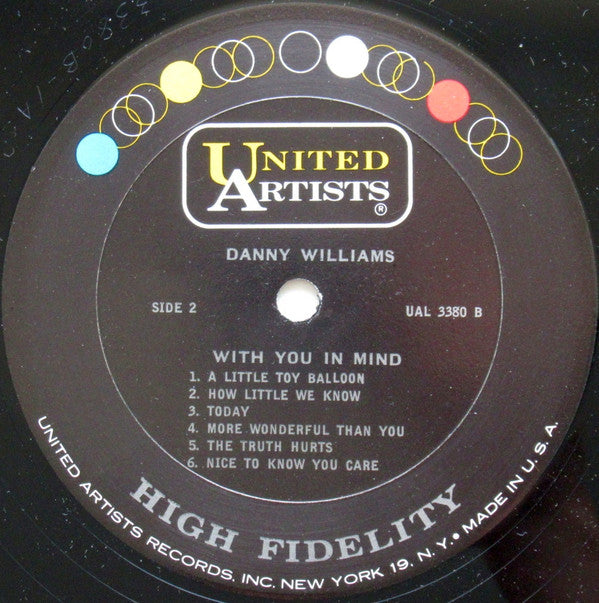 UNITED
ARTISTS
®
DANNY WILLIAMS
SIDE 2
UAL 3380 B
WITH YOU IN MIND
1. A LITTLE TOY BALLOON
2. HOW LITTLE WE KNOW
3. TODAY
4. MORE WONDERFUL THAN YOU
5. THE TRUTH HURTS
6. NICE TO KNOW YOU CARE
HIGH FIDELITY
UNITED ARTISTS RECORDS, INC. NEW YORK 19, N. Y. • MADE IN U. S. A.